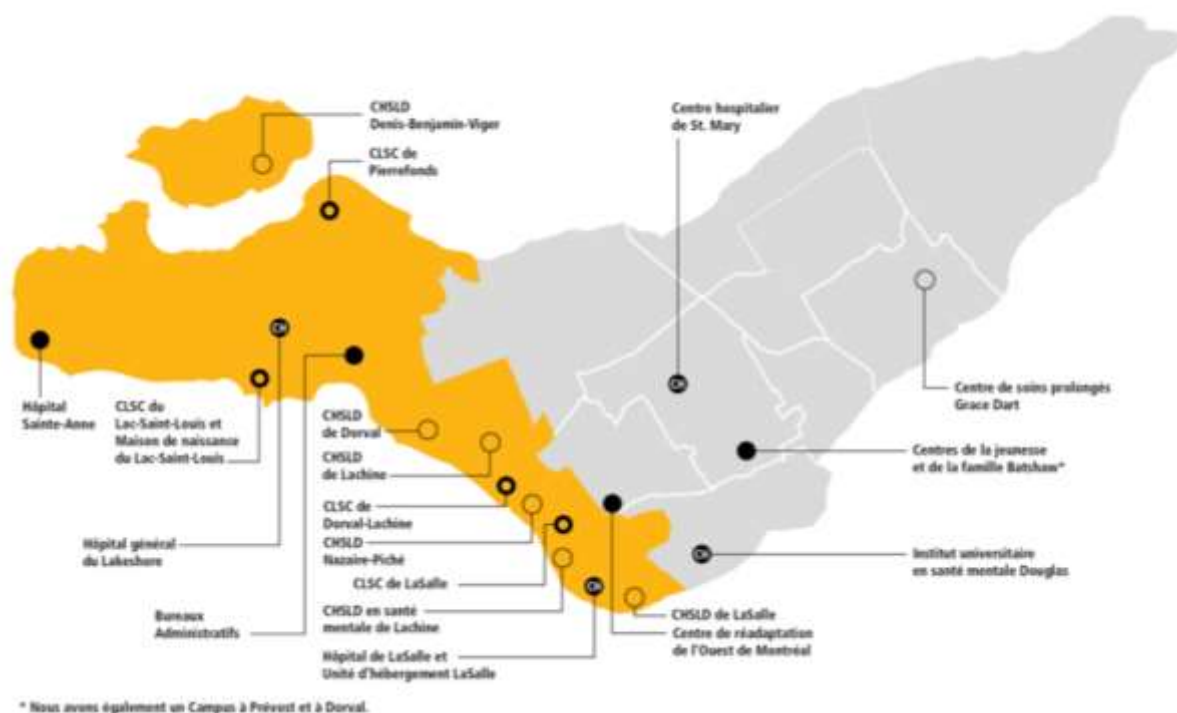 CHSLD
Denis-Benjamin-Viger
CLSC de
Pierrefonds
Centre hospitalier
de St. Mary
CH
CH
Hôpital
Sainte-Anne
CLSC du
Lac-Saint-Louis et
Maison de naissance
du Lac-Saint-Louis
CHSLD
de Dorval
CHSLD
de Lachine
Centre de soins prolongés
Grace Dart
Centres de la jeunesse
et de la famille Batshaw*
CLSC de
Dorval-Lachine
CHSLD
Nazaire-Piché
Hôpital général
du Lakeshore
CLSC de LaSalle
CH
Institut universitaire
en santé mentale Douglas
CH
Bureaux
Administratifs
CHSLD en santé
mentale de Lachine
CHSLD de LaSalle
Centre de réadaptation
de l'Ouest de Montréal
Hôpital de LaSalle et
Unité d'hébergement LaSalle
* Nous avons également un Campus à Prévost et à Dorval.